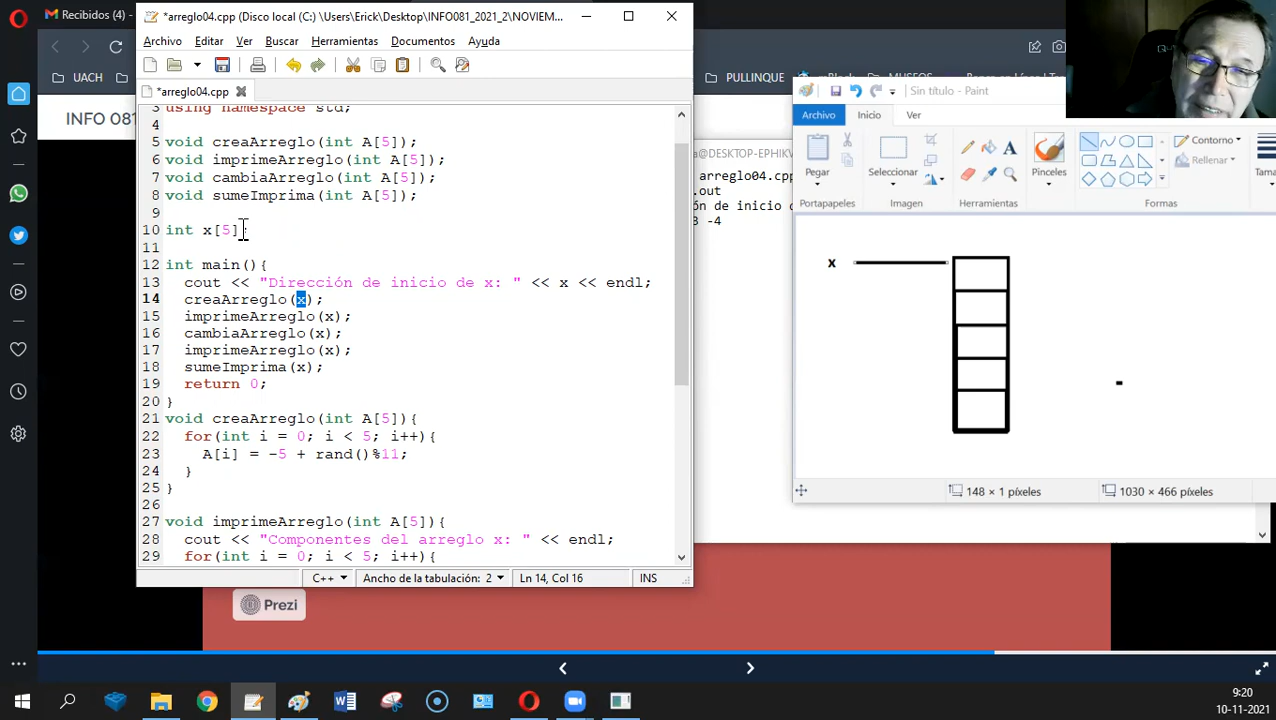 Recibidos (4) -
*arreglo04.cpp (Disco local (C:) \Users\Erick\Desktop\INFO081_2021_2\NOVIEM...
Archivo Editar Ver Buscar Herramientas Documentos Ayuda
UACH
PULLINQUE
*arreglo04.cpp
INFO 081
3 using namespace std;
4
5 void creaArreglo(int A[5]);
6 void imprimeArreglo(int A[5]);
7 void cambiaArreglo(int A[5]);
8 void sumeImprima(int A[5]);
9
10 int x[5];
11
12 int main(){
13 cout << "Dirección de inicio de x: " << x << endl;
14 creaArreglo(x);
15 imprimeArreglo(x);
16 cambiaArreglo(x);
17 imprimeArreglo(x);
18 sumeImprima(x);
19 return 0;
20 }
21 void creaArreglo(int A[5]){
22 for(int i = 0; i < 5; i++){
23 A[i] = -5 + rand()%11;
24 }
25 }
26
27 void imprimeArreglo(int A[5]){
28 cout << "Componentes del arreglo x: " << endl;
29 for(int i = 0; i < 5; i++){
C++ Ancho de la tabulación: 2 Ln 14, Col 16 INS
a@DESKTOP-EPHIKV
arreglo04.cpp
.out
ón de inicio d
3 -4
Sin título - Paint
Archivo Inicio Ver
Pegar
Seleccionar
Herramientas
Pinceles
Contorno
Rellenar
Portapapeles
Imagen
Formas
x
148 × 1 píxeles
1030 × 466 píxeles
Prezi
9:20
10-11-2021